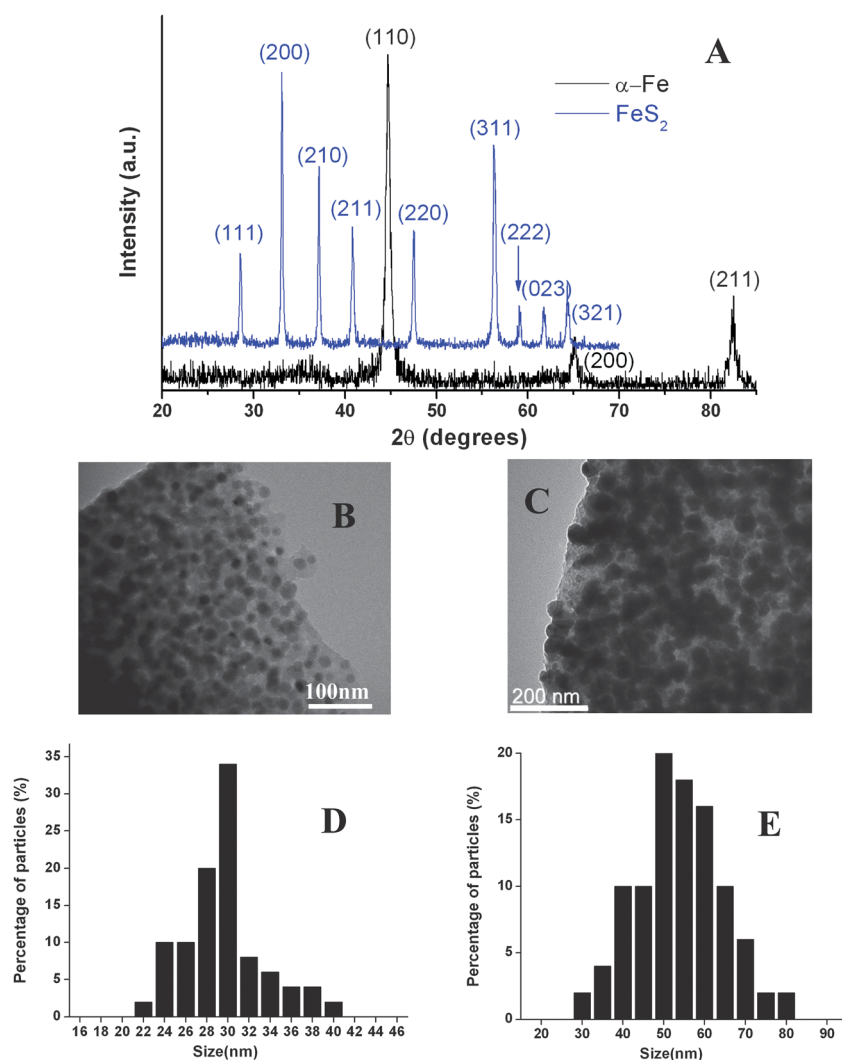 A
(110)
(200)
α–Fe
FeS2
(311)
(210)
(211)
(220)
(111)
(222)
(023)
(321)
(211)
(200)
Intensity (a.u.)
20 30 40 50 60 70 80
2θ (degrees)
B
100nm
C
200 nm
D
Percentage of particles (%)
35
30
25
20
15
10
5
0
16 18 20 22 24 26 28 30 32 34 36 38 40 42 44 46
Size(nm)
E
Percentage of particles (%)
20
15
10
5
0
20 30 40 50 60 70 80 90
Size(nm)